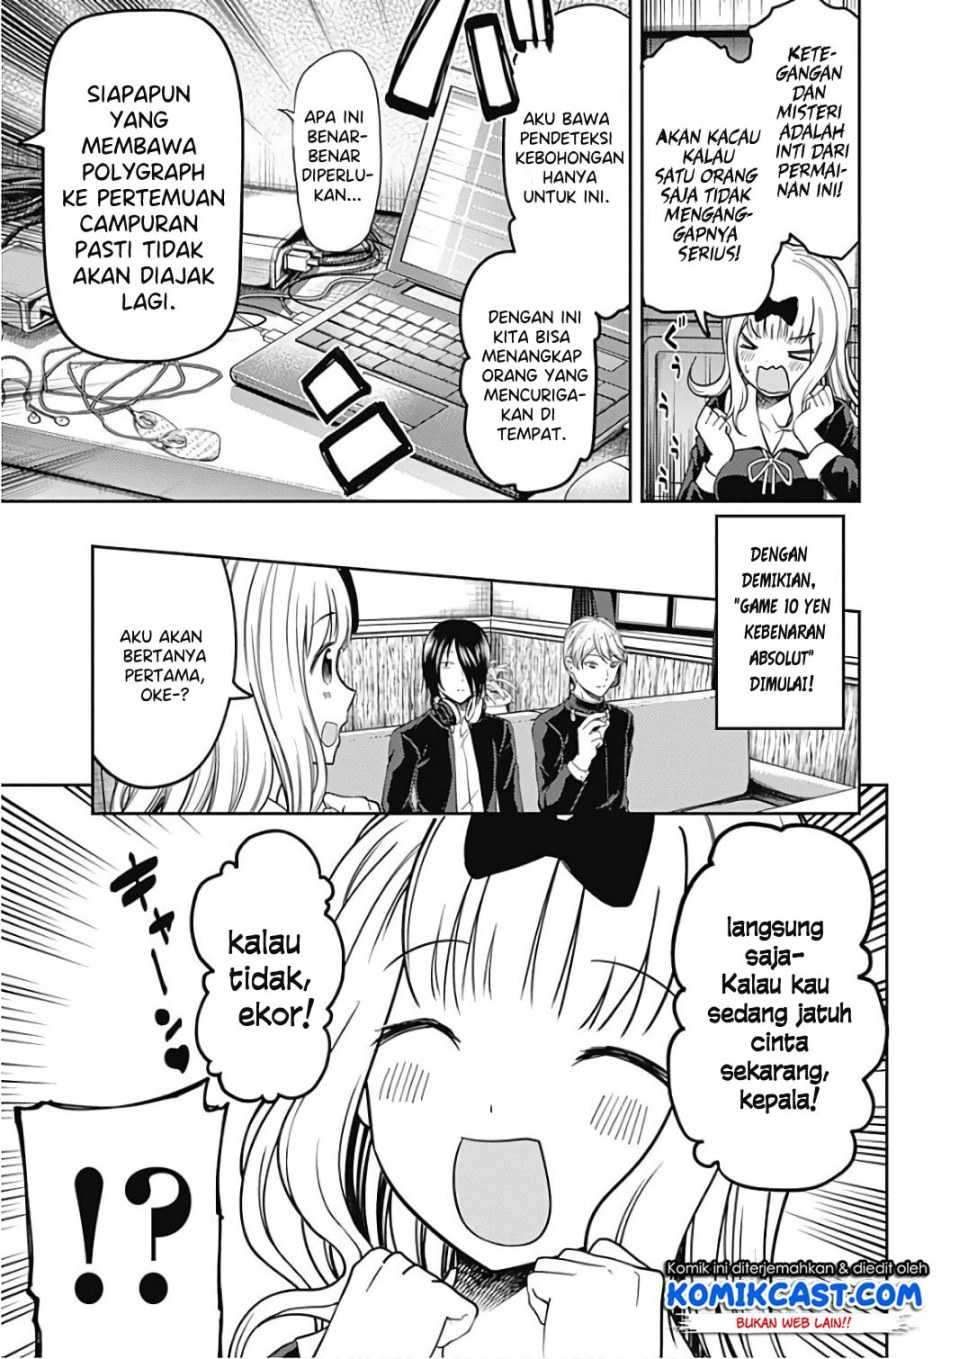 KETE-
GANGAN
DAN
MISTERI
ADALAH
INTI DARI
PERMAI-
NAN INI!
AKAN KACAU
KALAU
SATU ORANG
SAJA TIDAK
MENGANG-
GAPNYA
SERIUS!
AKU BAWA
PENDETEKSI
KEBOHONGAN
HANYA
UNTUK INI.
DENGAN INI
KITA BISA
MENANGKAP
ORANG YANG
MENCURIGA-
KAN DI
TEMPAT.
APA INI
BENAR-
BENAR
DIPERLU-
KAN...
SIAPAPUN
YANG
MEMBAWA
POLYGRAPH
KE PERTEMUAN
CAMPURAN
PASTI TIDAK
AKAN DIAJAK
LAGI.
DENGAN
DEMIKIAN,
"GAME 10 YEN
KEBENARAN
ABSOLUT"
DIMULAI!
AKU AKAN
BERTANYA
PERTAMA,
OKE-?
langsung
saja-
Kalau kau
sedang jatuh
cinta
sekarang,
kepala!
kalau
tidak,
ekor!
キャーン♥
!?
Komik ini diterjemahkan & diedit oleh
KOMIKCAST.COM
BUKAN WEB LAIN!!